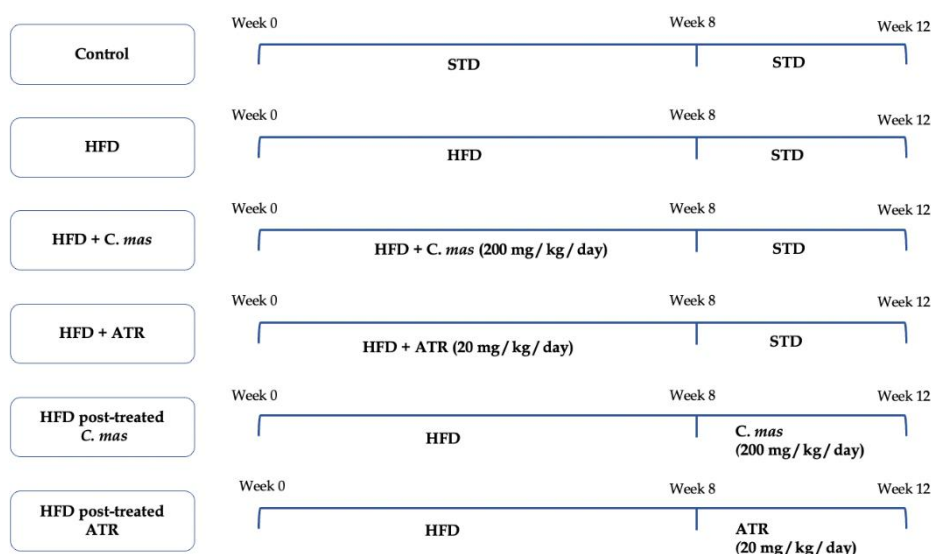 Week 0
Week 8
Week 12
Control
STD
STD
Week 0
Week 8
Week 12
HFD
HFD
STD
Week 0
Week 8
Week 12
HFD + C. mas
HFD + C. mas (200 mg / kg / day)
STD
Week 0
Week 8
Week 12
HFD + ATR
HFD + ATR (20 mg / kg / day)
STD
Week 0
Week 8
Week 12
HFD post-treated
C. mas
HFD
C. mas
(200 mg / kg / day)
Week 0
Week 8
Week 12
HFD post-treated
ATR
HFD
ATR
(20 mg / kg / day)